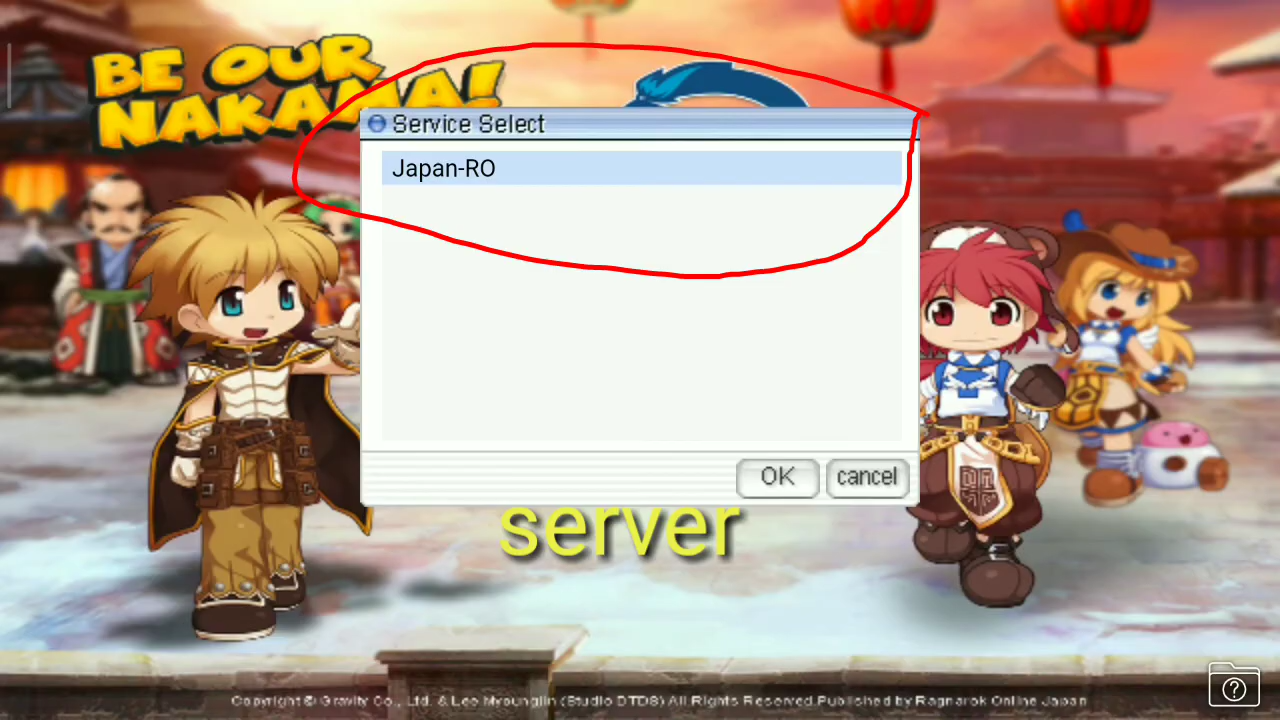 BE OUR
NAKAMA!
Service Select
Japan-RO
OK
cancel
server
Copyright © Gravity Co., Ltd. & Lee Myoungjin (Studio DTDS) All Rights Reserved.Published by Ragnarok Online Japan
?